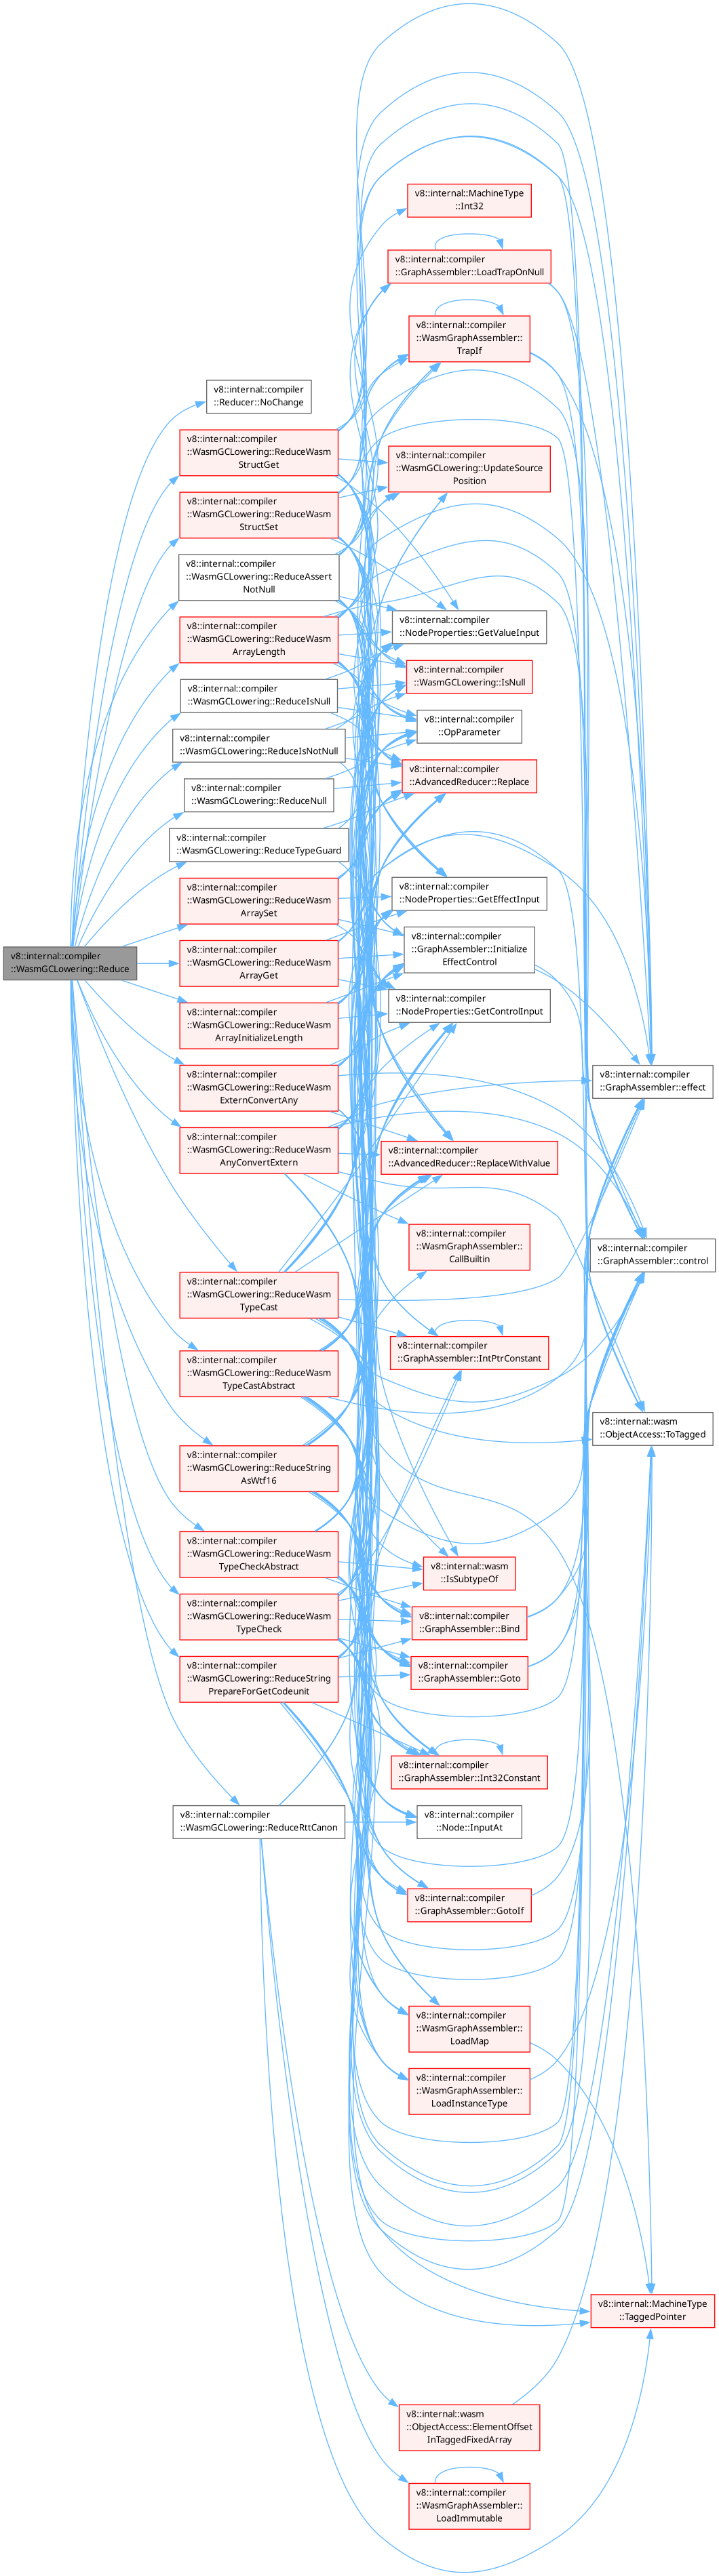 v8::internal::compiler
::WasmGCLowering::Reduce
v8::internal::compiler
::Reducer::NoChange
v8::internal::compiler
::WasmGCLowering::ReduceWasm
StructGet
v8::internal::compiler
::WasmGCLowering::ReduceWasm
StructSet
v8::internal::compiler
::WasmGCLowering::ReduceAssert
NotNull
v8::internal::compiler
::WasmGCLowering::ReduceWasm
ArrayLength
v8::internal::compiler
::WasmGCLowering::ReduceIsNull
v8::internal::compiler
::WasmGCLowering::ReduceIsNotNull
v8::internal::compiler
::WasmGCLowering::ReduceNull
v8::internal::compiler
::WasmGCLowering::ReduceTypeGuard
v8::internal::compiler
::WasmGCLowering::ReduceWasm
ArraySet
v8::internal::compiler
::WasmGCLowering::ReduceWasm
ArrayGet
v8::internal::compiler
::WasmGCLowering::ReduceWasm
ArrayInitializeLength
v8::internal::compiler
::WasmGCLowering::ReduceWasm
ExternConvertAny
v8::internal::compiler
::WasmGCLowering::ReduceWasm
AnyConvertExtern
v8::internal::compiler
::WasmGCLowering::ReduceWasm
TypeCast
v8::internal::compiler
::WasmGCLowering::ReduceWasm
TypeCastAbstract
v8::internal::compiler
::WasmGCLowering::ReduceString
AsWtf16
v8::internal::compiler
::WasmGCLowering::ReduceWasm
TypeCheckAbstract
v8::internal::compiler
::WasmGCLowering::ReduceWasm
TypeCheck
v8::internal::compiler
::WasmGCLowering::ReduceString
PrepareForGetCodeunit
v8::internal::compiler
::WasmGCLowering::ReduceRttCanon
v8::internal::MachineType
::Int32
v8::internal::compiler
::GraphAssembler::LoadTrapOnNull
v8::internal::compiler
::WasmGraphAssembler::
TrapIf
v8::internal::compiler
::WasmGCLowering::UpdateSource
Position
v8::internal::compiler
::NodeProperties::GetValueInput
v8::internal::compiler
::WasmGCLowering::IsNull
v8::internal::compiler
::OpParameter
v8::internal::compiler
::AdvancedReducer::Replace
v8::internal::compiler
::NodeProperties::GetEffectInput
v8::internal::compiler
::GraphAssembler::Initialize
EffectControl
v8::internal::compiler
::NodeProperties::GetControlInput
v8::internal::compiler
::AdvancedReducer::ReplaceWithValue
v8::internal::compiler
::WasmGraphAssembler::
CallBuiltin
v8::internal::compiler
::GraphAssembler::IntPtrConstant
v8::internal::wasm
::IsSubtypeOf
v8::internal::compiler
::GraphAssembler::Bind
v8::internal::compiler
::GraphAssembler::Goto
v8::internal::compiler
::GraphAssembler::Int32Constant
v8::internal::compiler
::Node::InputAt
v8::internal::compiler
::GraphAssembler::GotoIf
v8::internal::compiler
::WasmGraphAssembler::
LoadMap
v8::internal::compiler
::WasmGraphAssembler::
LoadInstanceType
v8::internal::wasm
::ObjectAccess::ElementOffset
InTaggedFixedArray
v8::internal::compiler
::WasmGraphAssembler::
LoadImmutable
v8::internal::compiler
::GraphAssembler::effect
v8::internal::compiler
::GraphAssembler::control
v8::internal::wasm
::ObjectAccess::ToTagged
v8::internal::MachineType
::TaggedPointer